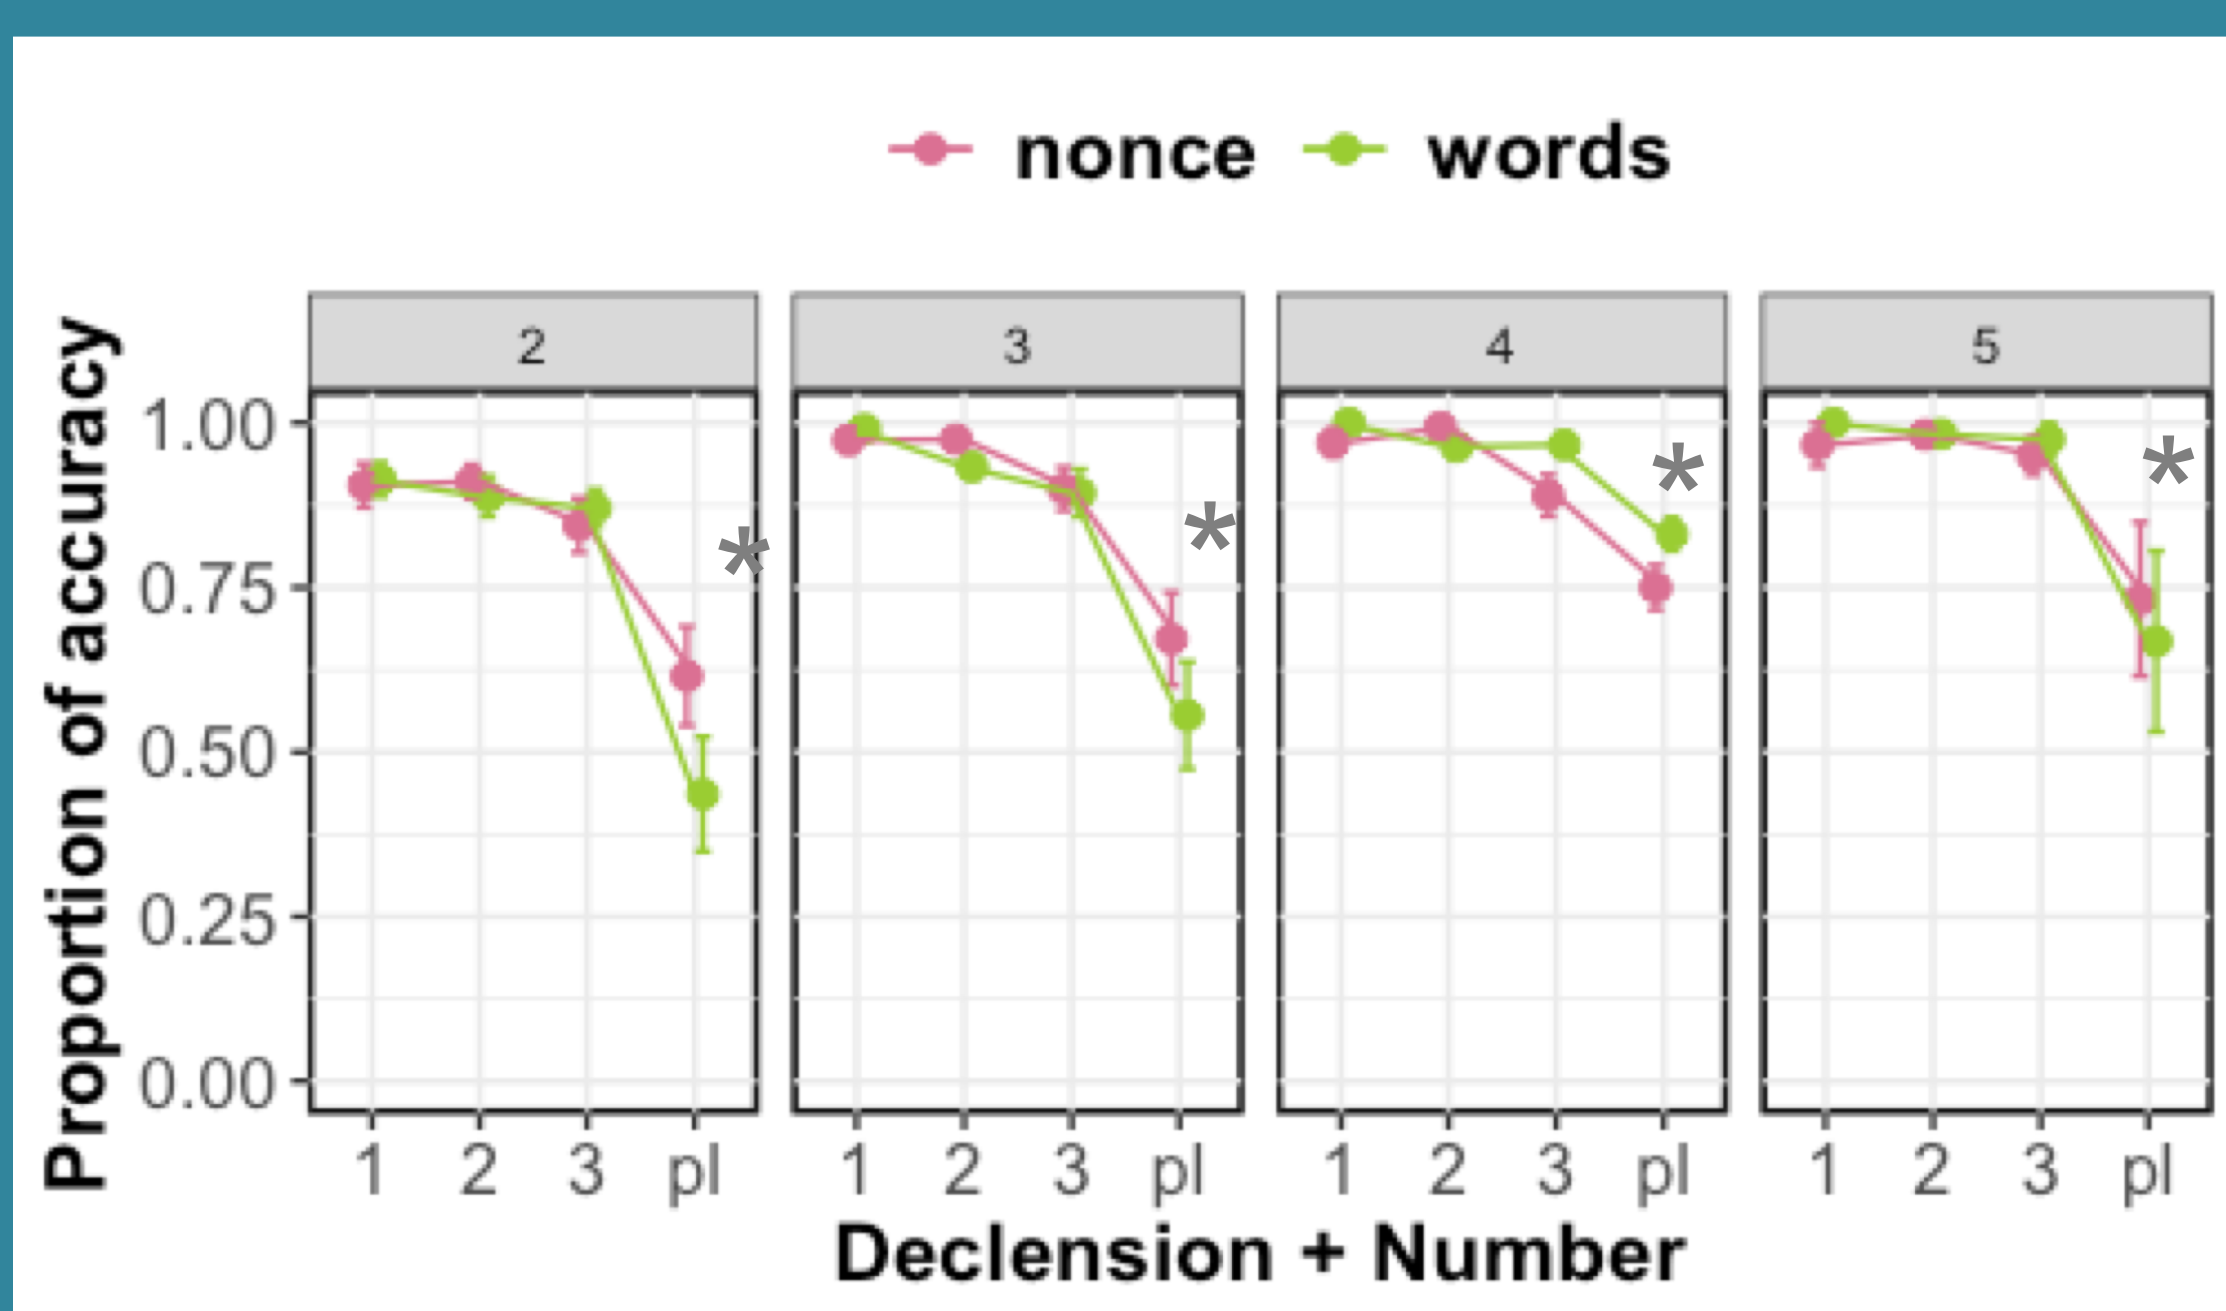 nonce words
2 3 4 5
Proportion of accuracy
1.00
0.75
0.50
0.25
0.00
* * * *
1 2 3 pl 1 2 3 pl 1 2 3 pl 1 2 3 pl
Declension + Number